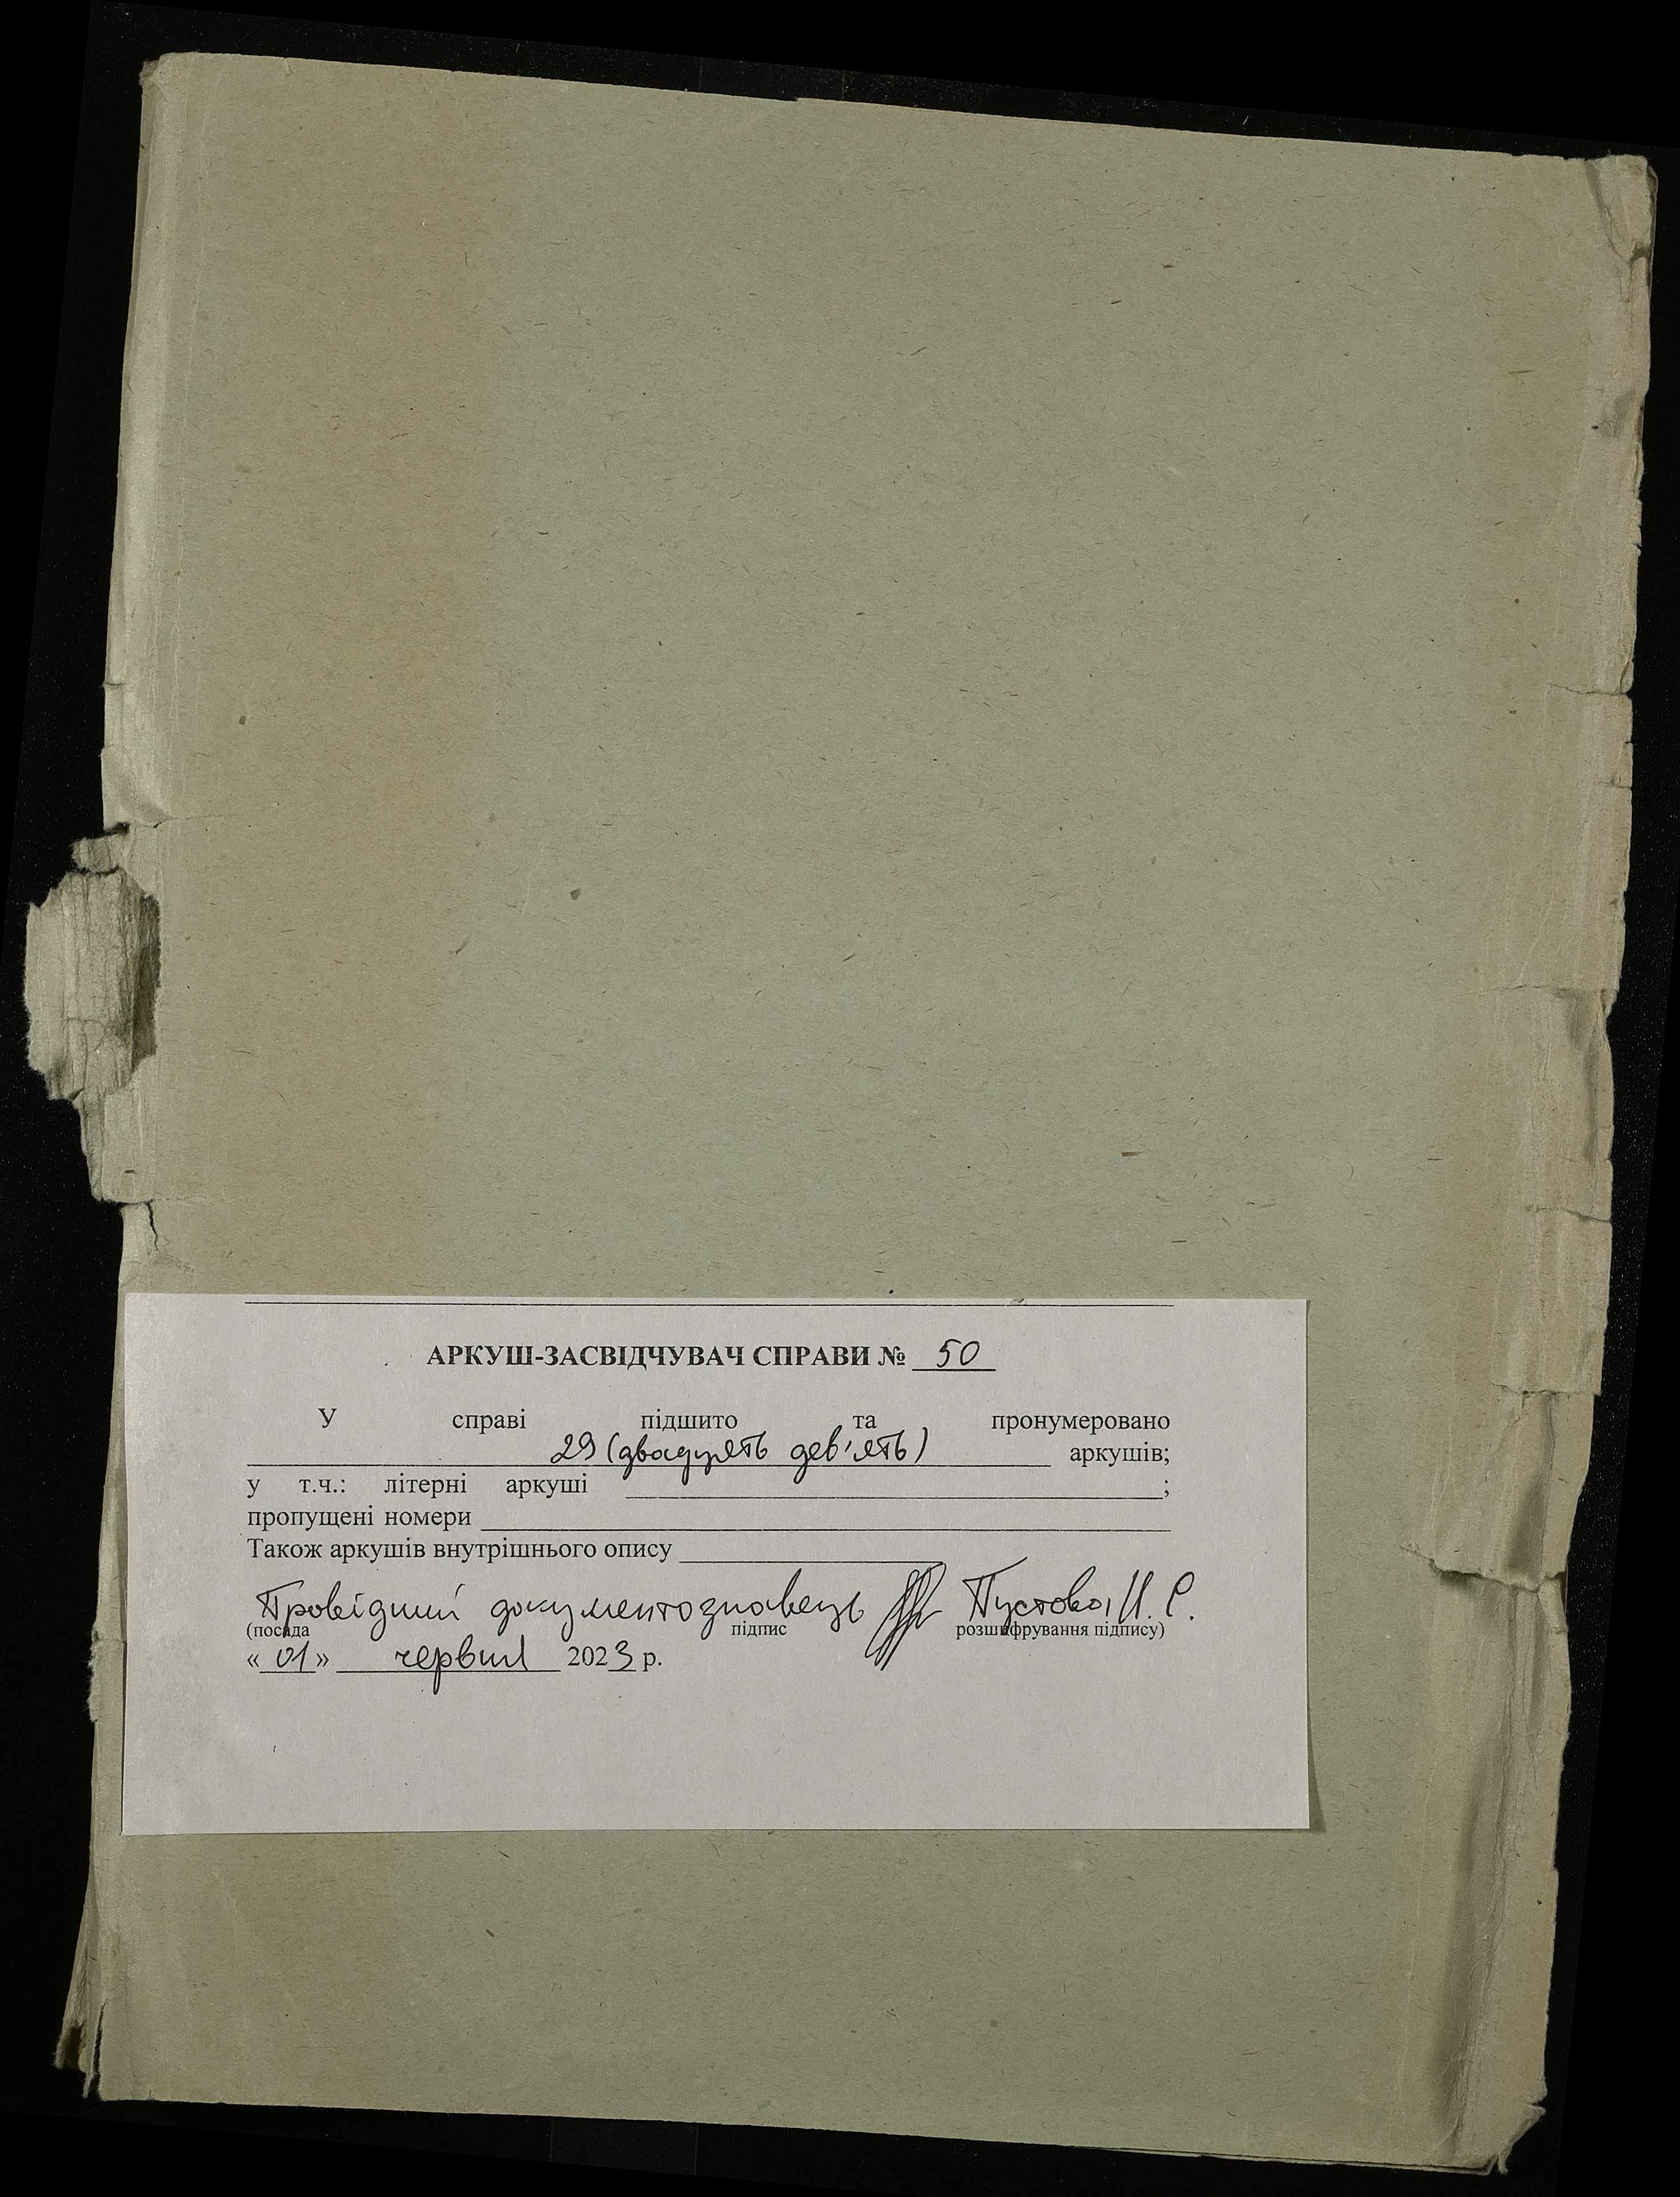 АРКУШ-ЗАСВІДЧУВАЧ СПРАВИ № 50
У справі підшито та пронумеровано
29 (двадцять дев'ять) аркушів;
у т.ч.: літерні аркуші ;
пропущені номери
Також аркушів внутрішнього опису
Провідний документознавець Пустова І. С.
(посада підпис розшифрування підпису)
« 01 » червня 2023 р.